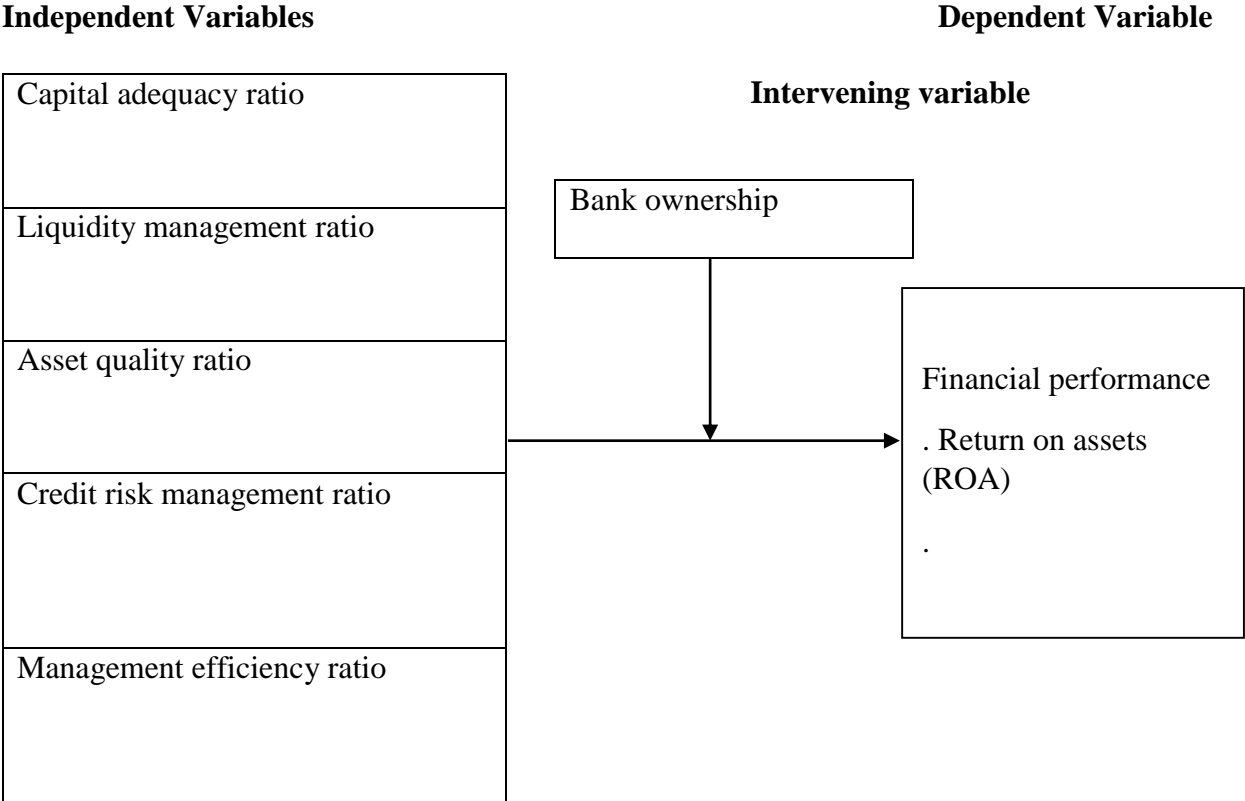 Independent Variables
Dependent Variable
Capital adequacy ratio
Intervening variable
Bank ownership
Liquidity management ratio
Asset quality ratio
Financial performance
. Return on assets
(ROA)
.
Credit risk management ratio
Management efficiency ratio